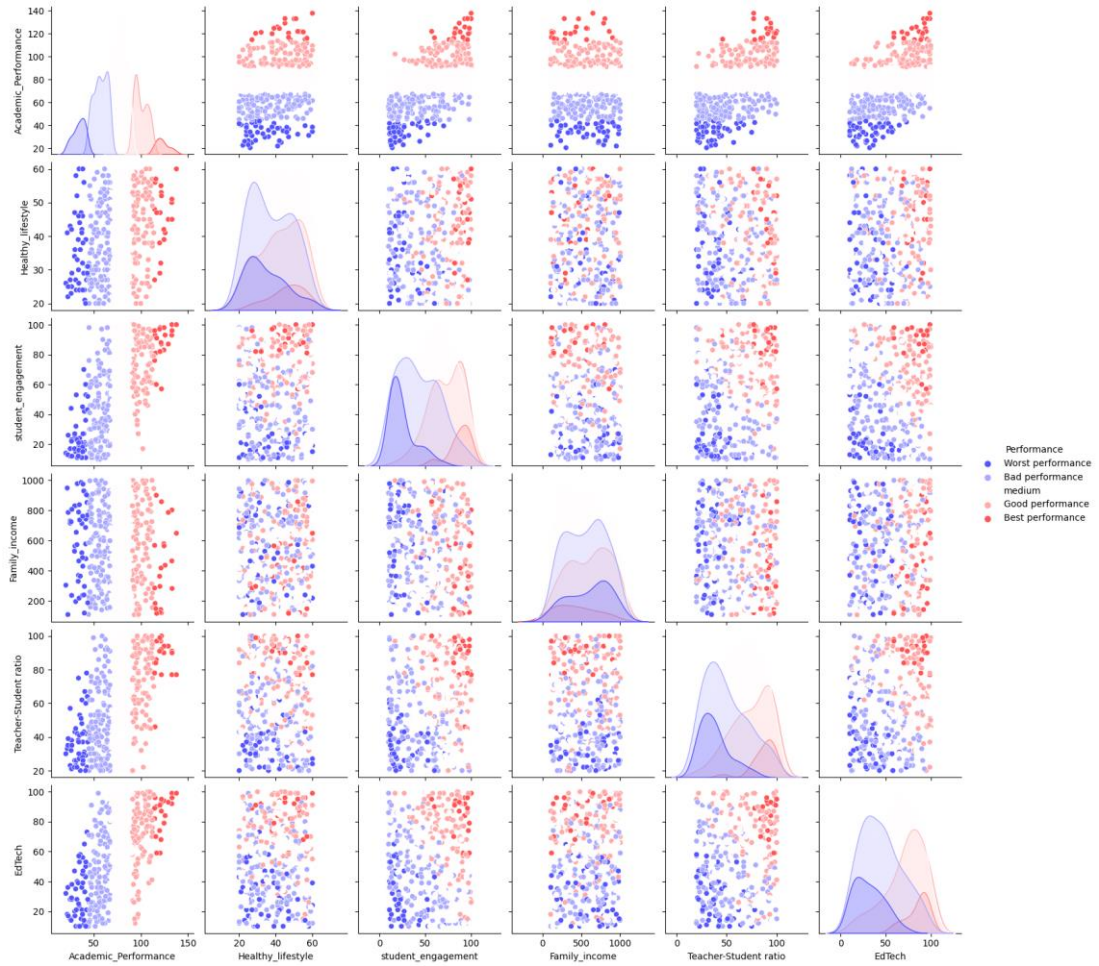 140
120
100
80
60
40
20
Academic_Performance
60
50
40
30
20
Healthy_lifestyle
100
80
60
40
20
student_engagement
Performance
Worst performance
Bad performance
medium
Good performance
Best performance
1000
800
600
400
200
Family_income
100
80
60
40
20
Teacher-Student ratio
100
80
60
40
20
EdTech
50 100 150 20 40 60 0 50 100 0 500 1000 0 50 100 0 100
Academic_Performance Healthy_lifestyle student_engagement Family_income Teacher-Student ratio EdTech